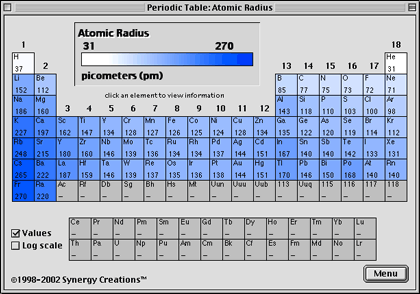 Periodic Table: Atomic Radius
Atomic Radius
31 270
picometers (pm)
click an element to view information
1 18
H He
37 31
2 13 14 15 16 17
Li Be B C N O F Ne
152 112 85 77 75 73 72 71
Na Mg Al Si P S Cl Ar
186 160 143 118 110 103 100 98
3 4 5 6 7 8 9 10 11 12
K Ca Sc Ti V Cr Mn Fe Co Ni Cu Zn Ga Ge As Se Br Kr
227 197 162 147 134 128 127 126 125 124 128 134 135 122 120 119 114 112
Rb Sr Y Zr Nb Mo Tc Ru Rh Pd Ag Cd In Sn Sb Te I Xe
248 215 180 160 146 139 136 134 134 137 144 151 167 140 140 142 133 131
Cs Ba Lu Hf Ta W Re Os Ir Pt Au Hg Tl Pb Bi Po At Rn
265 222 174 159 146 139 137 135 136 139 144 151 170 175 150 168 140 140
Fr Ra Ac Rf Db Sg Bh Hs Mt Uun Uuu Uub 113 Uuq 115 116 117 118
270 220 – – – – – – – – – – – – – – – –
Ce Pr Nd Pm Sm Eu Gd Tb Dy Ho Er Tm Yb Lu
– – – – – – – – – – – – – –
Th Pa U Np Pu Am Cm Bk Cf Es Fm Md No Lr
– – – – – – – – – – – – – –
Values
Log scale
©1998-2002 Synergy Creations™
Menu